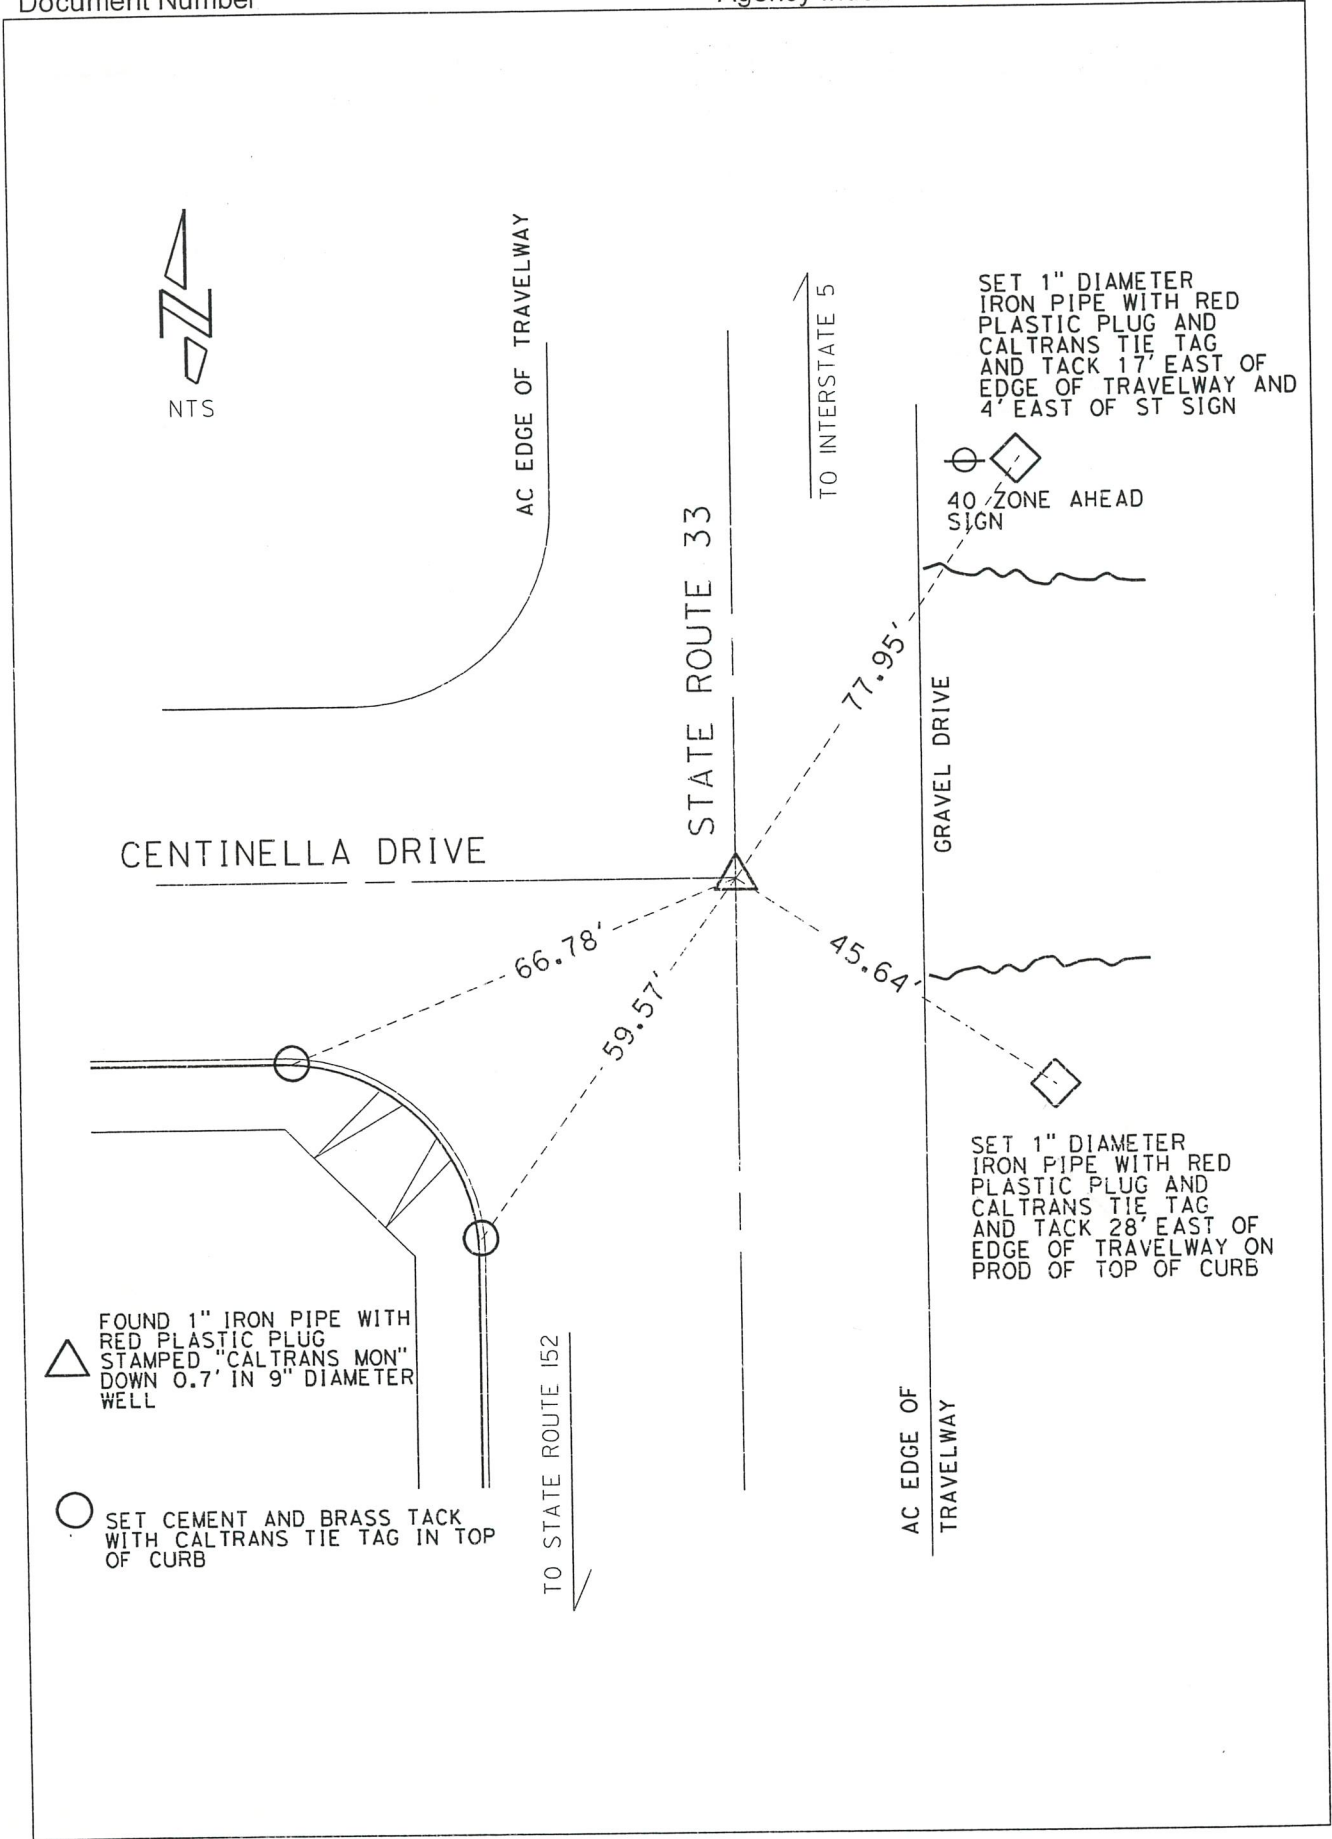 Document Number
AC EDGE OF TRAVELWAY
TO INTERSTATE 5
SET 1" DIAMETER
IRON PIPE WITH RED
PLASTIC PLUG AND
CALTRANS TIE TAG
AND TACK 17' EAST OF
EDGE OF TRAVELWAY AND
4' EAST OF ST SIGN
NTS
40 ZONE AHEAD
SIGN
STATE ROUTE 33
77.95'
GRAVEL DRIVE
CENTINELLA DRIVE
66.78'
45.64'
59.57'
SET 1" DIAMETER
IRON PIPE WITH RED
PLASTIC PLUG AND
CALTRANS TIE TAG
AND TACK 28' EAST OF
EDGE OF TRAVELWAY ON
PROD OF TOP OF CURB
FOUND 1" IRON PIPE WITH
RED PLASTIC PLUG
STAMPED "CALTRANS MON"
DOWN 0.7' IN 9" DIAMETER
WELL
TO STATE ROUTE 152
AC EDGE OF
TRAVELWAY
SET CEMENT AND BRASS TACK
WITH CALTRANS TIE TAG IN TOP
OF CURB